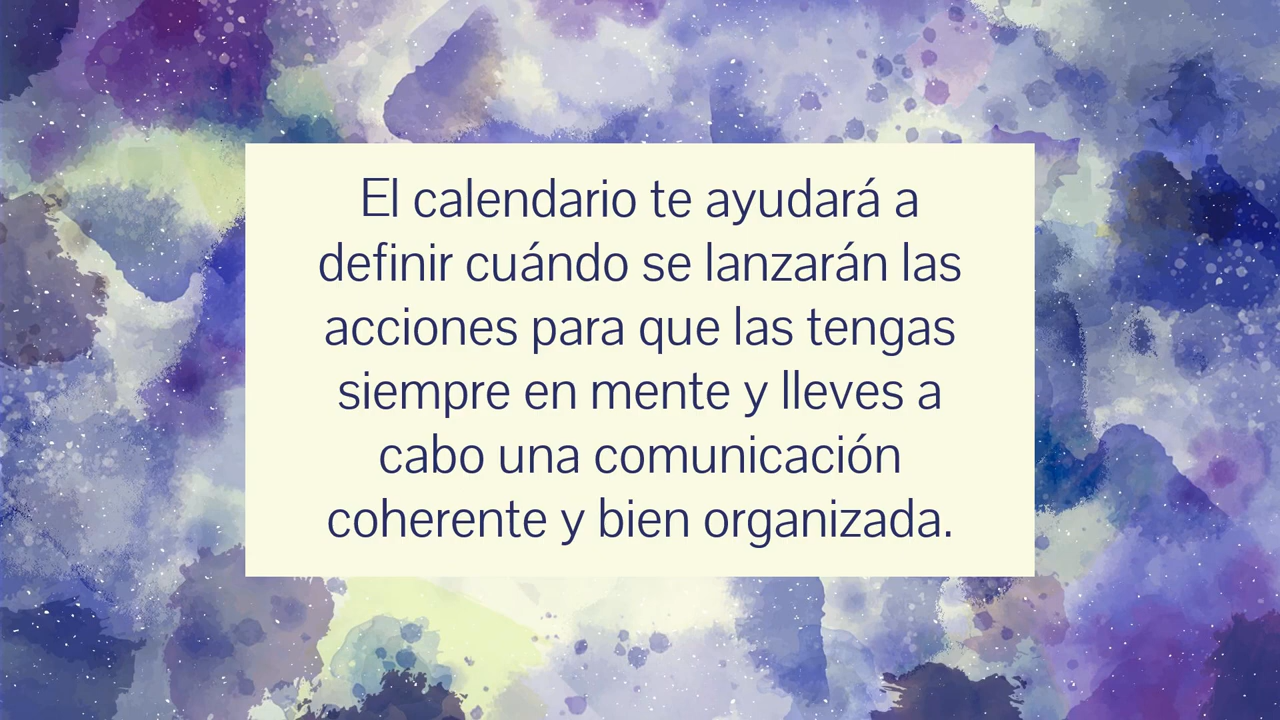 El calendario te ayudará a
definir cuándo se lanzarán las
acciones para que las tengas
siempre en mente y lleves a
cabo una comunicación
coherente y bien organizada.